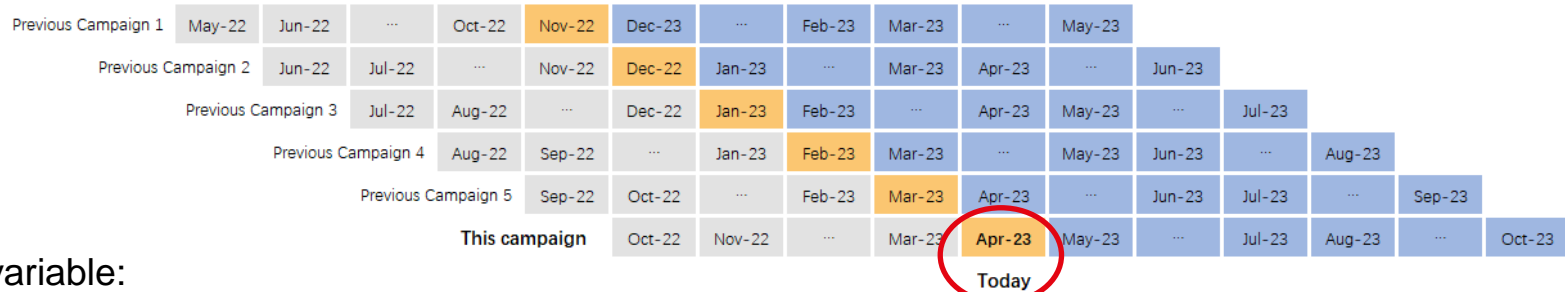 Previous Campaign 1 May-22 Jun-22 ... Oct-22 Nov-22 Dec-23 ... Feb-23 Mar-23 ... May-23
Previous Campaign 2 Jun-22 Jul-22 ... Nov-22 Dec-22 Jan-23 ... Mar-23 Apr-23 ... Jun-23
Previous Campaign 3 Jul-22 Aug-22 ... Dec-22 Jan-23 Feb-23 ... Apr-23 May-23 ... Jul-23
Previous Campaign 4 Aug-22 Sep-22 ... Jan-23 Feb-23 Mar-23 ... May-23 Jun-23 ... Aug-23
Previous Campaign 5 Sep-22 Oct-22 ... Feb-23 Mar-23 Apr-23 ... Jun-23 Jul-23 ... Sep-23
This campaign Oct-22 Nov-22 ... Mar-23 Apr-23 May-23 ... Jul-23 Aug-23 ... Oct-23
variable:
Today